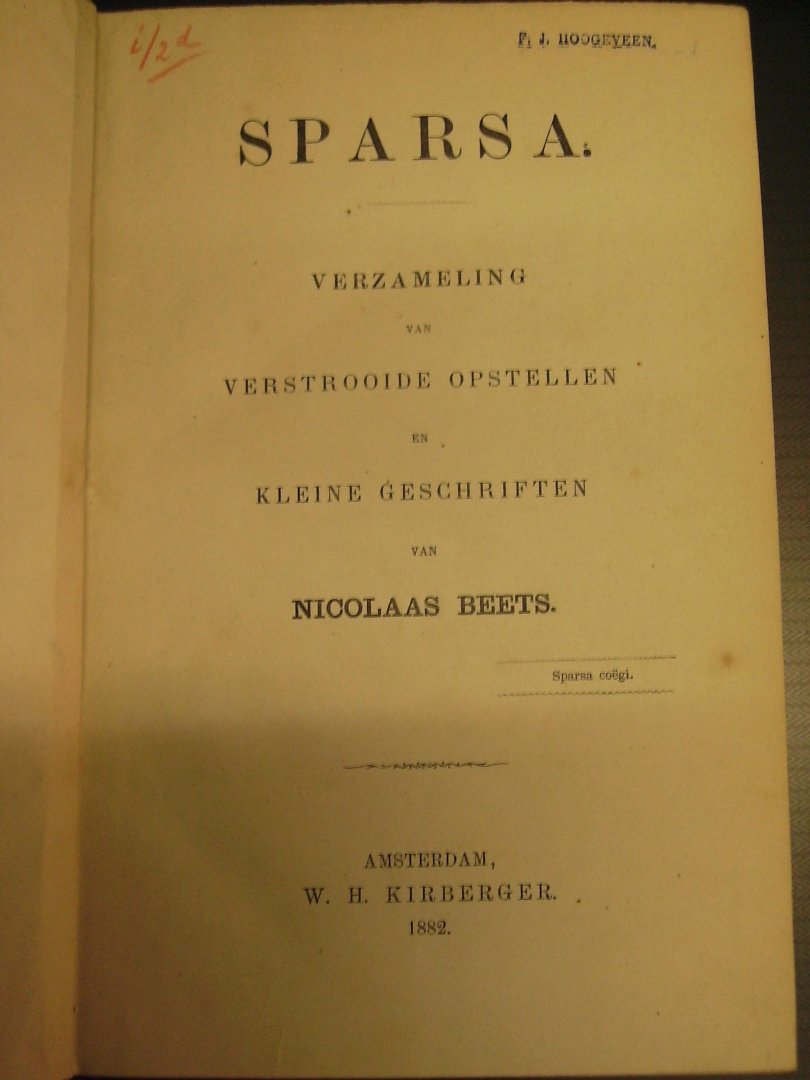 i/2d
F. J. HOOGEVEEN.
SPARSA.
VERZAMELING
VAN
VERSTROOIDE OPSTELLEN
EN
KLEINE GESCHRIFTEN
VAN
NICOLAAS BEETS.
Sparsa coëgi.
AMSTERDAM,
W. H. KIRBERGER.
1882.